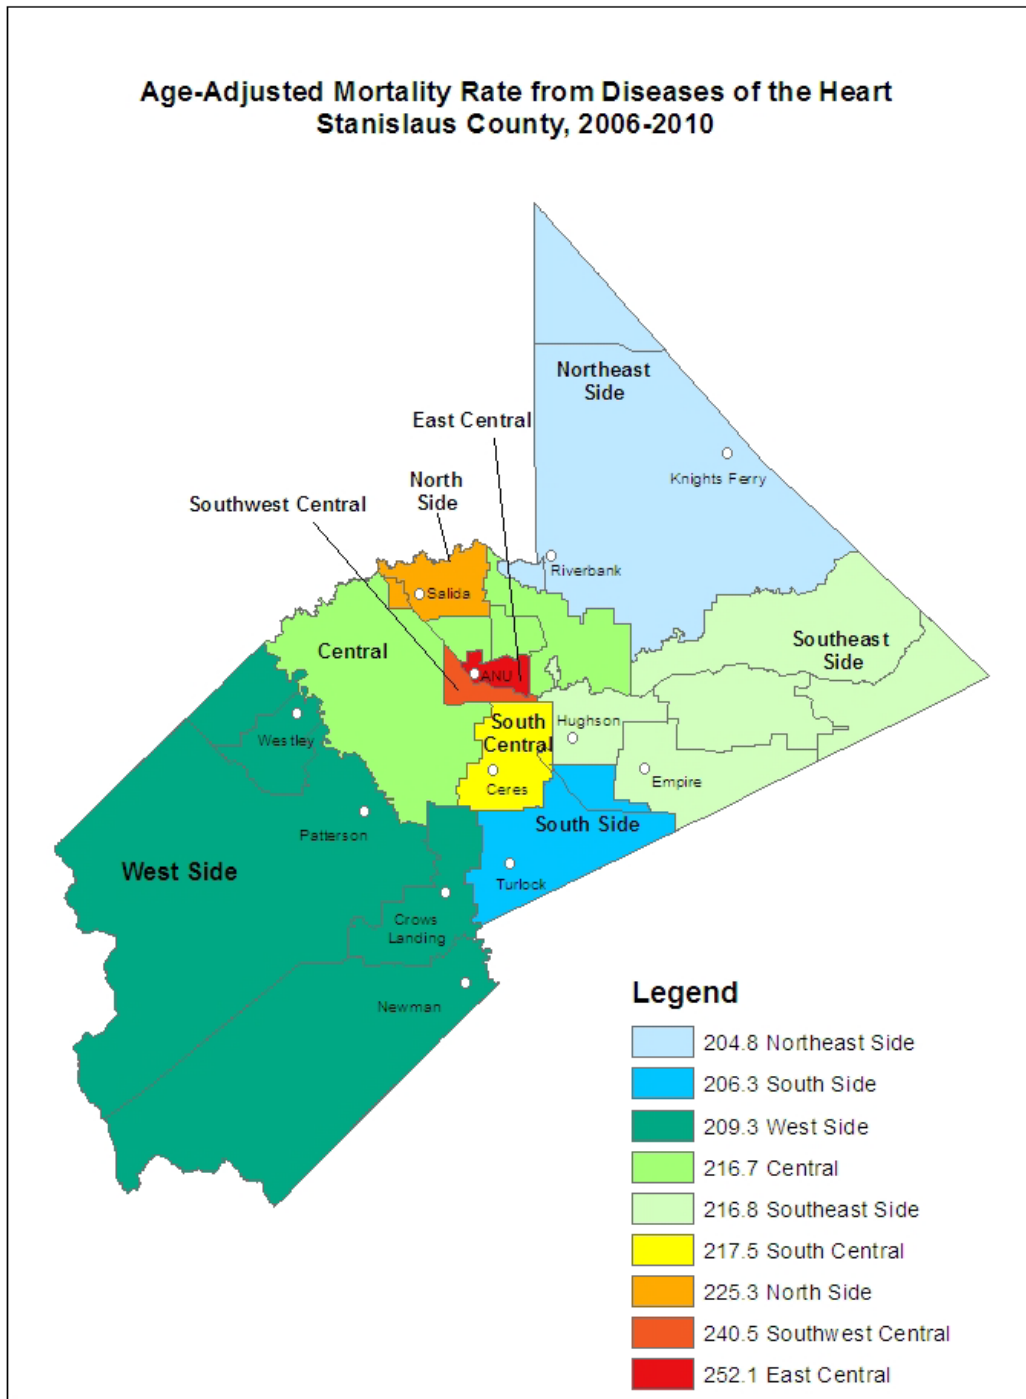 Age-Adjusted Mortality Rate from Diseases of the Heart
Stanislaus County, 2006-2010
Northeast
Side
East Central
Knights Ferry
North
Side
Southwest Central
Riverbank
Salida
Southeast
Side
Central
ANU
South
Central
Hughson
Westley
Empire
Ceres
Patterson
South Side
West Side
Turlock
Crows
Landing
Newman
Legend
204.8 Northeast Side
206.3 South Side
209.3 West Side
216.7 Central
216.8 Southeast Side
217.5 South Central
225.3 North Side
240.5 Southwest Central
252.1 East Central